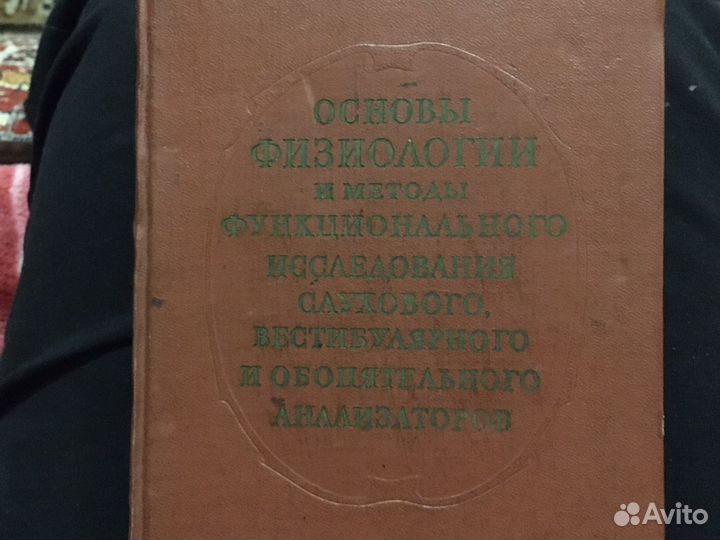 ОСНОВЫ
ФИЗИОЛОГИИ
И МЕТОДЫ
ФУНКЦИОНАЛЬНОГО
ИССЛЕДОВАНИЯ
СЛУХОВОГО,
ВЕСТИБУЛЯРНОГО
И ОБОНЯТЕЛЬНОГО
АНАЛИЗАТОРОВ
Avito